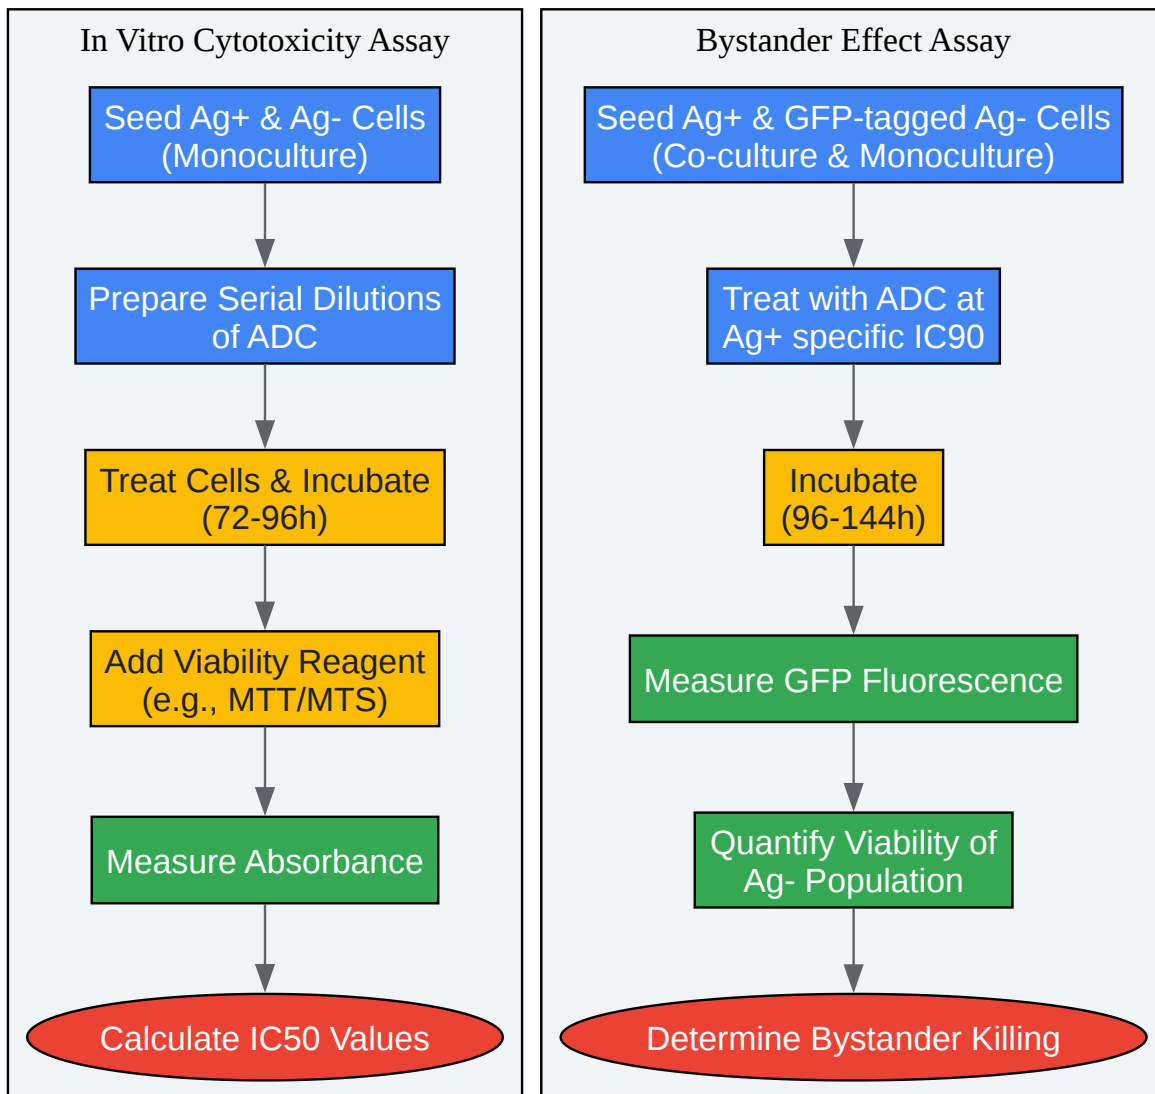 In Vitro Cytotoxicity Assay
Seed Ag+ & Ag- Cells
(Monoculture)
Prepare Serial Dilutions
of ADC
Treat Cells & Incubate
(72-96h)
Add Viability Reagent
(e.g., MTT/MTS)
Measure Absorbance
Calculate IC50 Values
Bystander Effect Assay
Seed Ag+ & GFP-tagged Ag- Cells
(Co-culture & Monoculture)
Treat with ADC at
Ag+ specific IC90
Incubate
(96-144h)
Measure GFP Fluorescence
Quantify Viability of
Ag- Population
Determine Bystander Killing